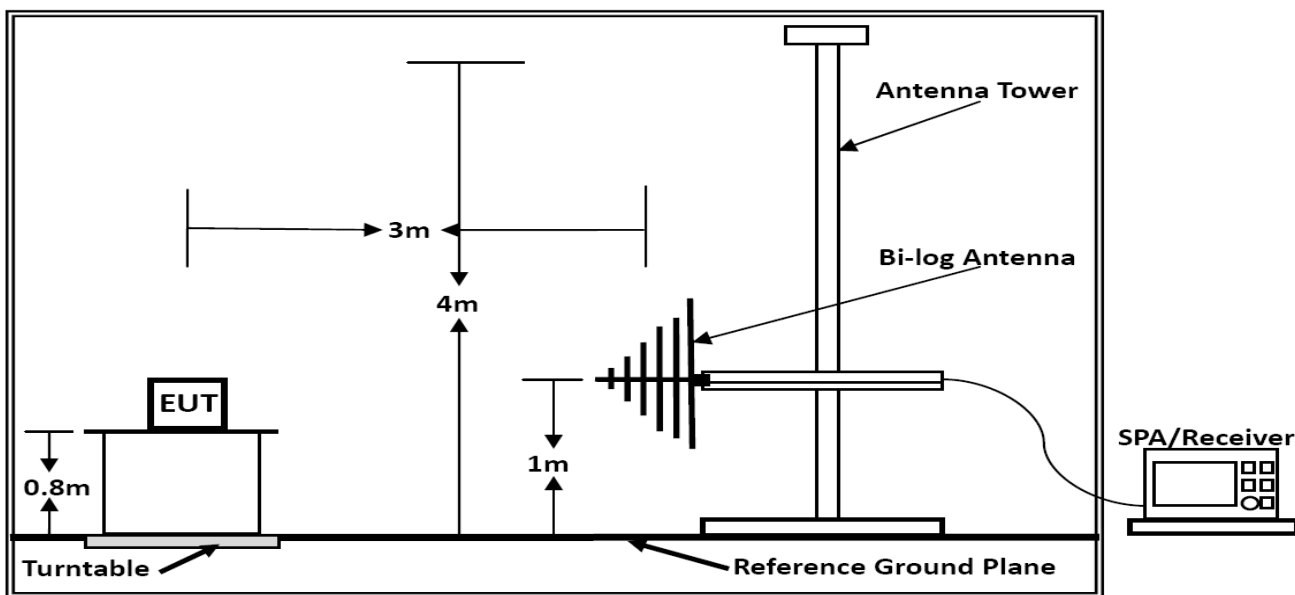 Antenna Tower
3m
Bi-log Antenna
4m
EUT
SPA/Receiver
1m
0.8m
Turntable
Reference Ground Plane